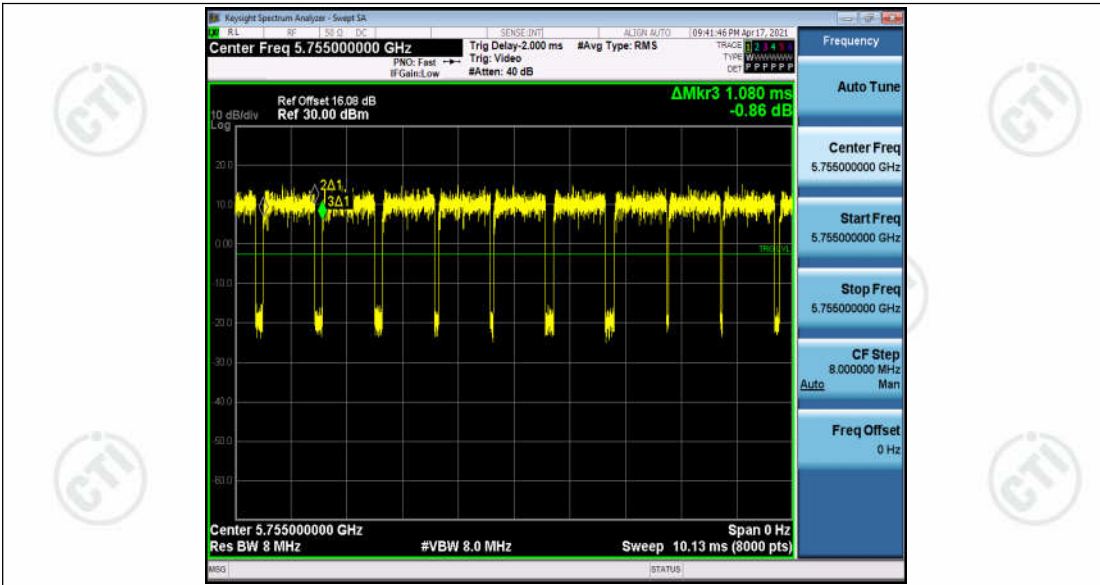 Keysight Spectrum Analyzer - Swept SA
RL RF 50 Ω DC SENSE:INT ALIGN AUTO 09:41:46 PM Apr 17, 2021
Center Freq 5.755000000 GHz
Trig Delay-2.000 ms #Avg Type: RMS
PNO: Fast Trig: Video
IFGain:Low #Atten: 40 dB
TRACE 1 2 3 4 5 6
TYPE W
DET P P P P P P
Frequency
Ref Offset 16.08 dB
10 dB/div Ref 30.00 dBm
Log
ΔMkr3 1.080 ms
-0.86 dB
20.0
10.0
0.00
-10.0
-20.0
-30.0
-40.0
-50.0
-60.0
2Δ1
3Δ1
TRIG LVL
Center 5.755000000 GHz Span 0 Hz
Res BW 8 MHz #VBW 8.0 MHz Sweep 10.13 ms (8000 pts)
MSG STATUS
Auto Tune
Center Freq
5.755000000 GHz
Start Freq
5.755000000 GHz
Stop Freq
5.755000000 GHz
CF Step
8.000000 MHz
Auto Man
Freq Offset
0 Hz
CTI
CTI
CTI
CTI